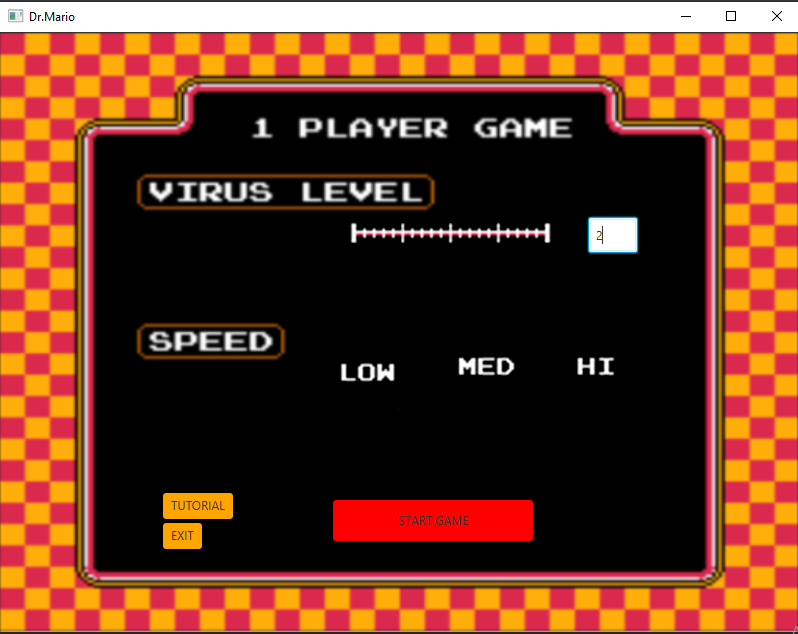 Dr.Mario
1 PLAYER GAME
VIRUS LEVEL
2
SPEED
LOW MED HI
TUTORIAL
START GAME
EXIT